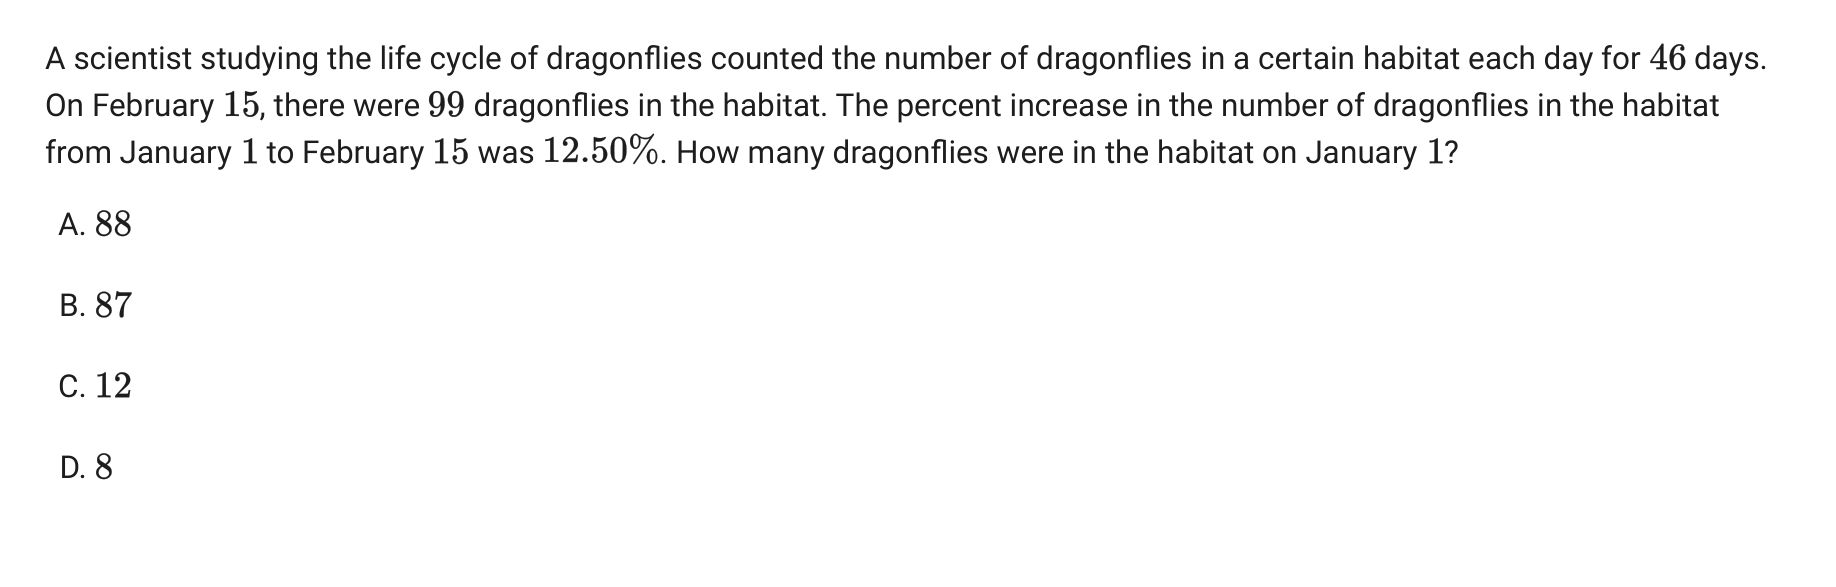 A scientist studying the life cycle of dragonflies counted the number of dragonflies in a certain habitat each day for 46 days.
On February 15, there were 99 dragonflies in the habitat. The percent increase in the number of dragonflies in the habitat
from January 1 to February 15 was 12.50%. How many dragonflies were in the habitat on January 1?
A. 88
B. 87
C. 12
D. 8